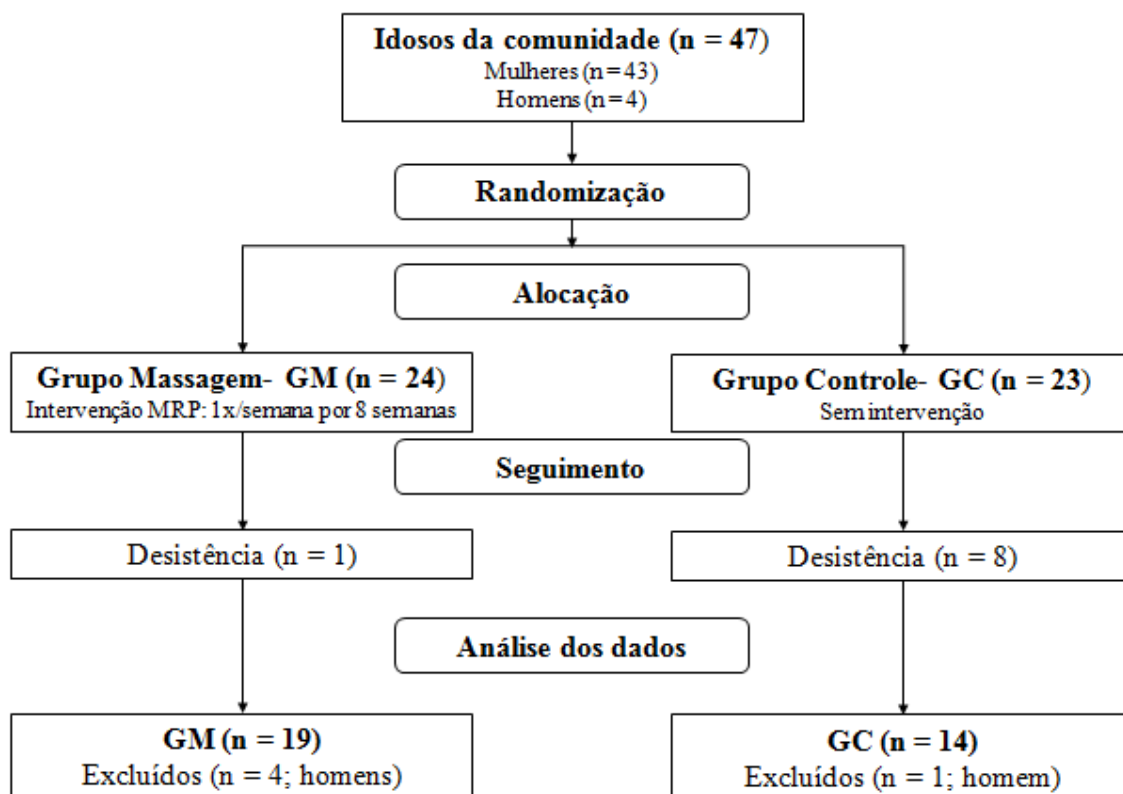 Idosos da comunidade (n = 47)
Mulheres (n = 43)
Homens (n = 4)
Randomização
Alocação
Grupo Massagem- GM (n = 24)
Intervenção MRP: 1x/semana por 8 semanas
Grupo Controle- GC (n = 23)
Sem intervenção
Seguimento
Desistência (n = 1)
Desistência (n = 8)
Análise dos dados
GM (n = 19)
Excluídos (n = 4; homens)
GC (n = 14)
Excluídos (n = 1; homem)